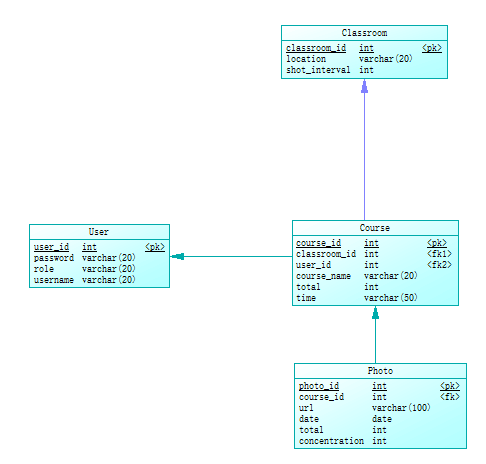 Classroom
classroom_id int <pk>
location varchar(20)
shot_interval int
User
user_id int <pk>
password varchar(20)
role varchar(20)
username varchar(20)
Course
course_id int <pk>
classroom_id int <fk1>
user_id int <fk2>
course_name varchar(20)
total int
time varchar(50)
Photo
photo_id int <pk>
course_id int <fk>
url varchar(100)
date date
total int
concentration int